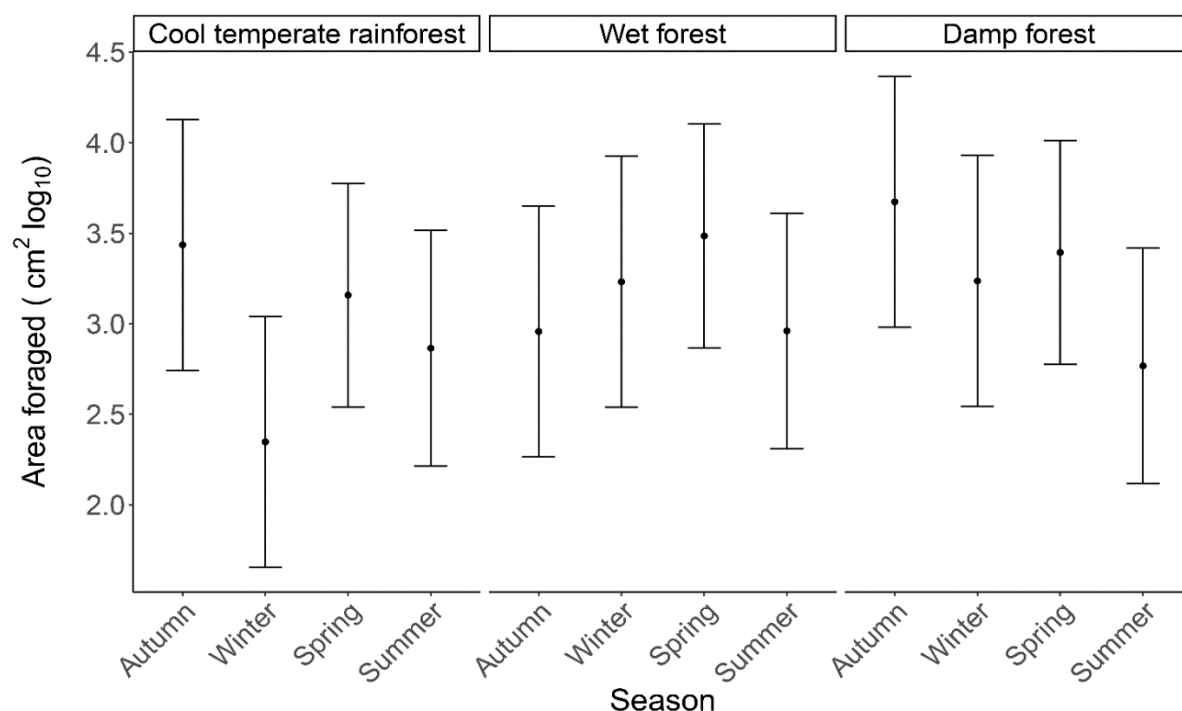 Cool temperate rainforest Wet forest Damp forest
Area foraged ( cm² log₁₀)
4.5
4.0
3.5
3.0
2.5
2.0
Autumn Winter Spring Summer Autumn Winter Spring Summer Autumn Winter Spring Summer
Season